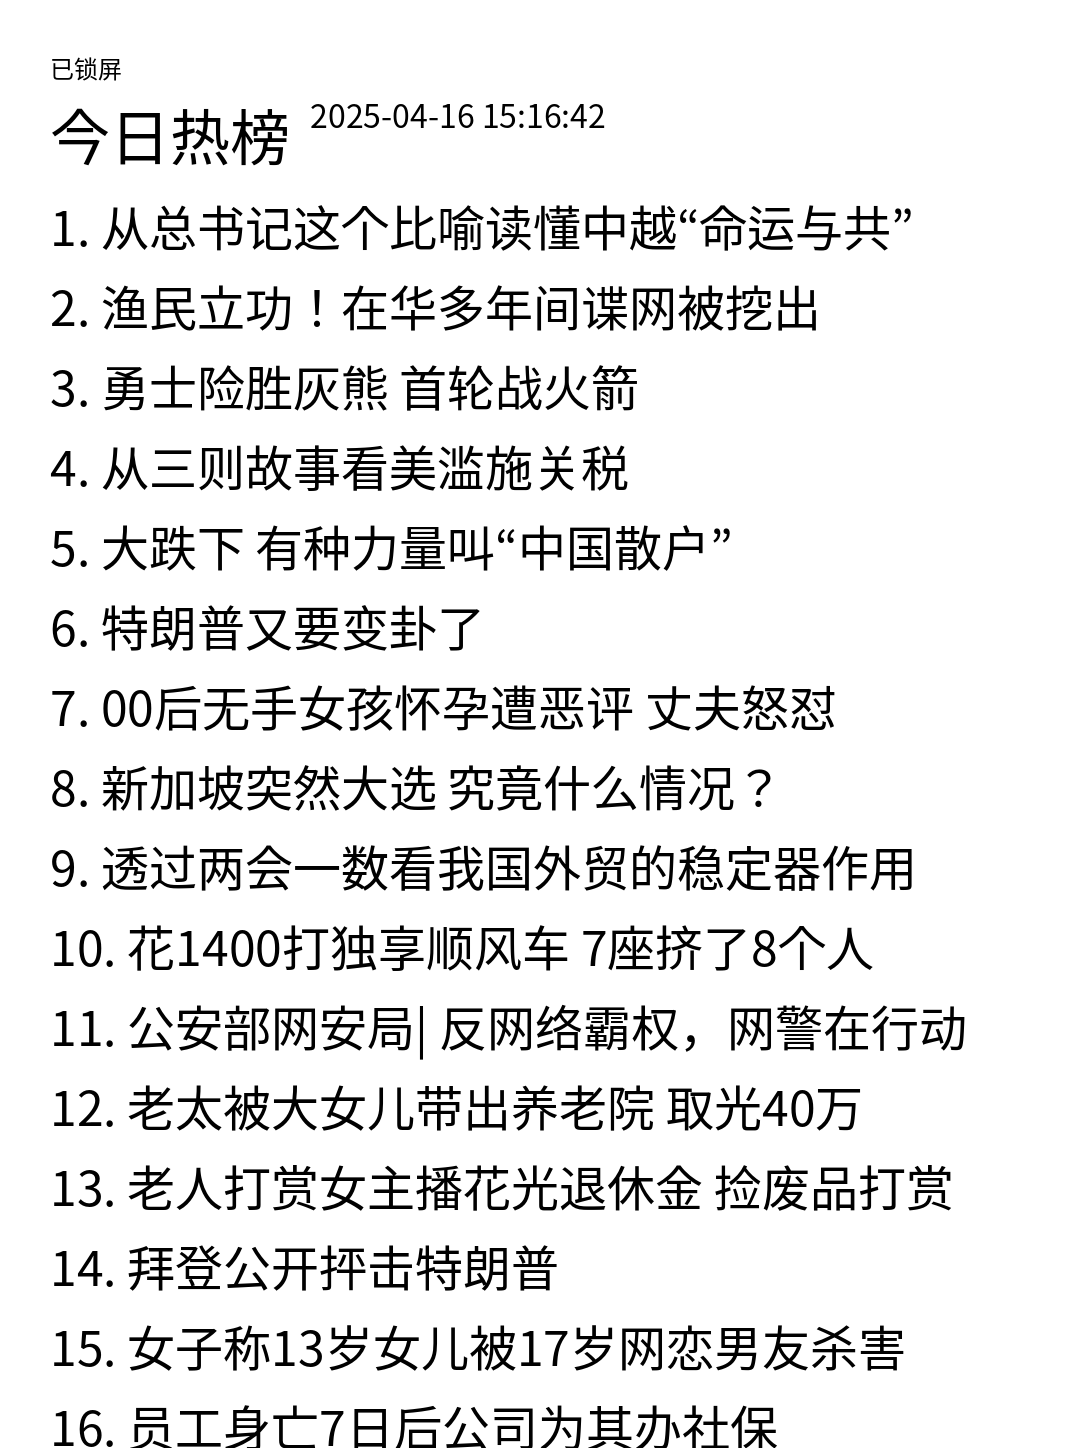 已锁屏
今日热榜 2025-04-16 15:16:42
1. 从总书记这个比喻读懂中越“命运与共”
2. 渔民立功！在华多年间谍网被挖出
3. 勇士险胜灰熊 首轮战火箭
4. 从三则故事看美滥施关税
5. 大跌下 有种力量叫“中国散户”
6. 特朗普又要变卦了
7. 00后无手女孩怀孕遭恶评 丈夫怒怼
8. 新加坡突然大选 究竟什么情况？
9. 透过两会一数看我国外贸的稳定器作用
10. 花1400打独享顺风车 7座挤了8个人
11. 公安部网安局| 反网络霸权，网警在行动
12. 老太被大女儿带出养老院 取光40万
13. 老人打赏女主播花光退休金 捡废品打赏
14. 拜登公开抨击特朗普
15. 女子称13岁女儿被17岁网恋男友杀害
16. 员工身亡7日后公司为其办社保